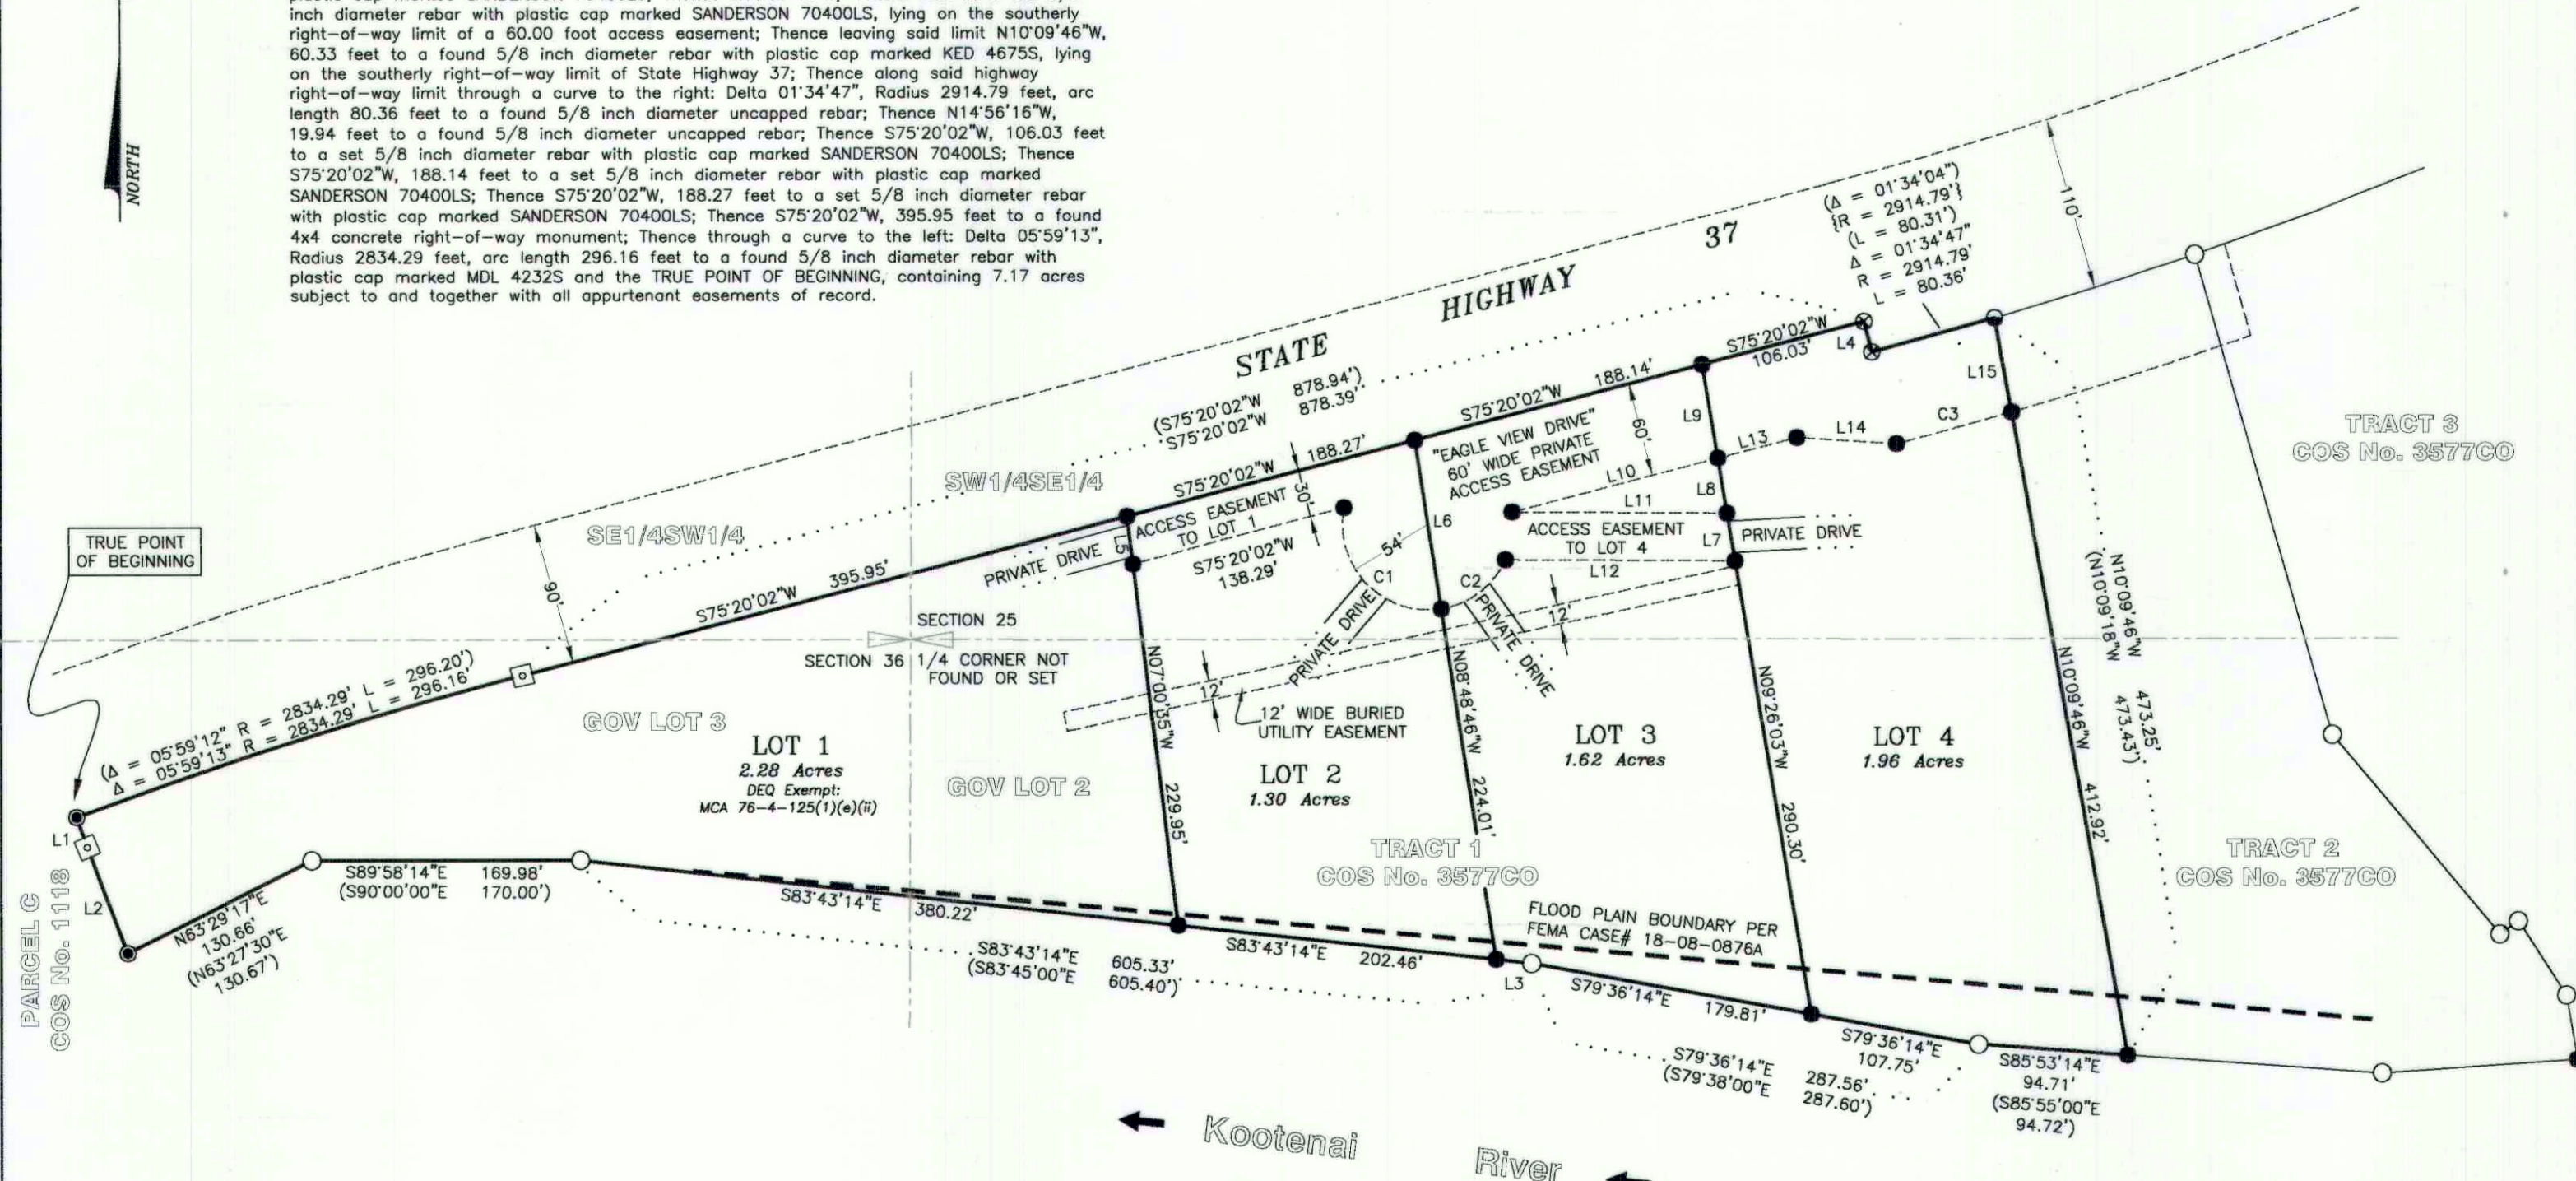 inch diameter rebar with plastic cap marked SANDERSON 70400LS, lying on the southerly
right-of-way limit of a 60.00 foot access easement; Thence leaving said limit N10°09'46"W,
60.33 feet to a found 5/8 inch diameter rebar with plastic cap marked KED 4675S, lying
on the southerly right-of-way limit of State Highway 37; Thence along said highway
right-of-way limit through a curve to the right: Delta 01°34'47", Radius 2914.79 feet, arc
length 80.36 feet to a found 5/8 inch diameter uncapped rebar; Thence N14°56'16"W,
19.94 feet to a found 5/8 inch diameter uncapped rebar; Thence S75°20'02"W, 106.03 feet
to a set 5/8 inch diameter rebar with plastic cap marked SANDERSON 70400LS; Thence
S75°20'02"W, 188.14 feet to a set 5/8 inch diameter rebar with plastic cap marked
SANDERSON 70400LS; Thence S75°20'02"W, 188.27 feet to a set 5/8 inch diameter rebar
with plastic cap marked SANDERSON 70400LS; Thence S75°20'02"W, 395.95 feet to a found
4x4 concrete right-of-way monument; Thence through a curve to the left: Delta 05°59'13",
Radius 2834.29 feet, arc length 296.16 feet to a found 5/8 inch diameter rebar with
plastic cap marked MDL 4232S and the TRUE POINT OF BEGINNING, containing 7.17 acres
subject to and together with all appurtenant easements of record.
NORTH
STATE HIGHWAY 37
(Δ = 01°34'04")
{R = 2914.79'}
(L = 80.31')
Δ = 01°34'47"
R = 2914.79'
L = 80.36'
110'
TRACT 3
COS No. 3577CO
(S75°20'02"W 878.94')
S75°20'02"W 878.39'
S75°20'02"W 106.03'
L4
L15
S75°20'02"W 188.14'
S75°20'02"W 188.27'
"EAGLE VIEW DRIVE"
60' WIDE PRIVATE
ACCESS EASEMENT
60'
L9
L13
L14
C3
L10
L8
L11
SW1/4SE1/4
SE1/4SW1/4
30'
ACCESS EASEMENT
TO LOT 1
L5
PRIVATE DRIVE
S75°20'02"W
138.29'
L6
54'
C1
C2
ACCESS EASEMENT
TO LOT 4
L7
PRIVATE DRIVE
L12
TRUE POINT
OF BEGINNING
90'
S75°20'02"W 395.95'
PRIVATE DRIVE
PRIVATE DRIVE
12'
SECTION 25
SECTION 36
1/4 CORNER NOT
FOUND OR SET
12'
12' WIDE BURIED
UTILITY EASEMENT
(Δ = 05°59'12" R = 2834.29' L = 296.20')
Δ = 05°59'13" R = 2834.29' L = 296.16'
GOV LOT 3
LOT 1
2.28 Acres
DEQ Exempt:
MCA 76-4-125(1)(e)(ii)
GOV LOT 2
N07°00'35"W 229.95'
LOT 2
1.30 Acres
N08°48'46"W 224.01'
LOT 3
1.62 Acres
N09°26'03"W 290.30'
LOT 4
1.96 Acres
N10°09'46"W 412.92'
N10°09'46"W 473.25'
(N10°09'18"W 473.43')
TRACT 1
COS No. 3577CO
TRACT 2
COS No. 3577CO
L1
L2
PARCEL C
COS No. 1118
N63°29'17"E
130.66'
(N63°27'30"E
130.67')
S89°58'14"E 169.98'
(S90°00'00"E 170.00')
S83°43'14"E 380.22'
S83°43'14"E 605.33'
(S83°45'00"E 605.40')
S83°43'14"E 202.46'
FLOOD PLAIN BOUNDARY PER
FEMA CASE# 18-08-0876A
L3
S79°36'14"E 179.81'
S79°36'14"E 287.56'
(S79°38'00"E 287.60')
S79°36'14"E
107.75'
S85°53'14"E
94.71'
(S85°55'00"E
94.72')
Kootenai River